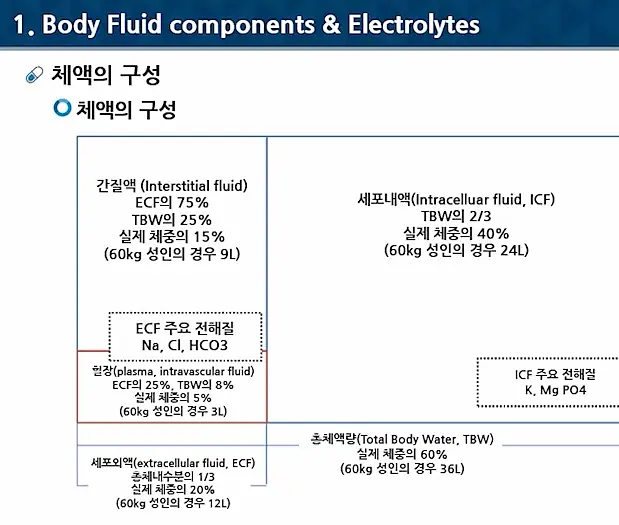 1. Body Fluid components & Electrolytes
체액의 구성
체액의 구성
간질액 (Interstitial fluid)
ECF의 75%
TBW의 25%
실제 체중의 15%
(60kg 성인의 경우 9L)
세포내액(Intracelluar fluid, ICF)
TBW의 2/3
실제 체중의 40%
(60kg 성인의 경우 24L)
ECF 주요 전해질
Na, Cl, HCO3
혈장(plasma, intravascular fluid)
ECF의 25%, TBW의 8%
실제 체중의 5%
(60kg 성인의 경우 3L)
ICF 주요 전해질
K, Mg PO4
총체액량(Total Body Water, TBW)
실제 체중의 60%
(60kg 성인의 경우 36L)
세포외액(extracellular fluid, ECF)
총체내수분의 1/3
실제 체중의 20%
(60kg 성인의 경우 12L)